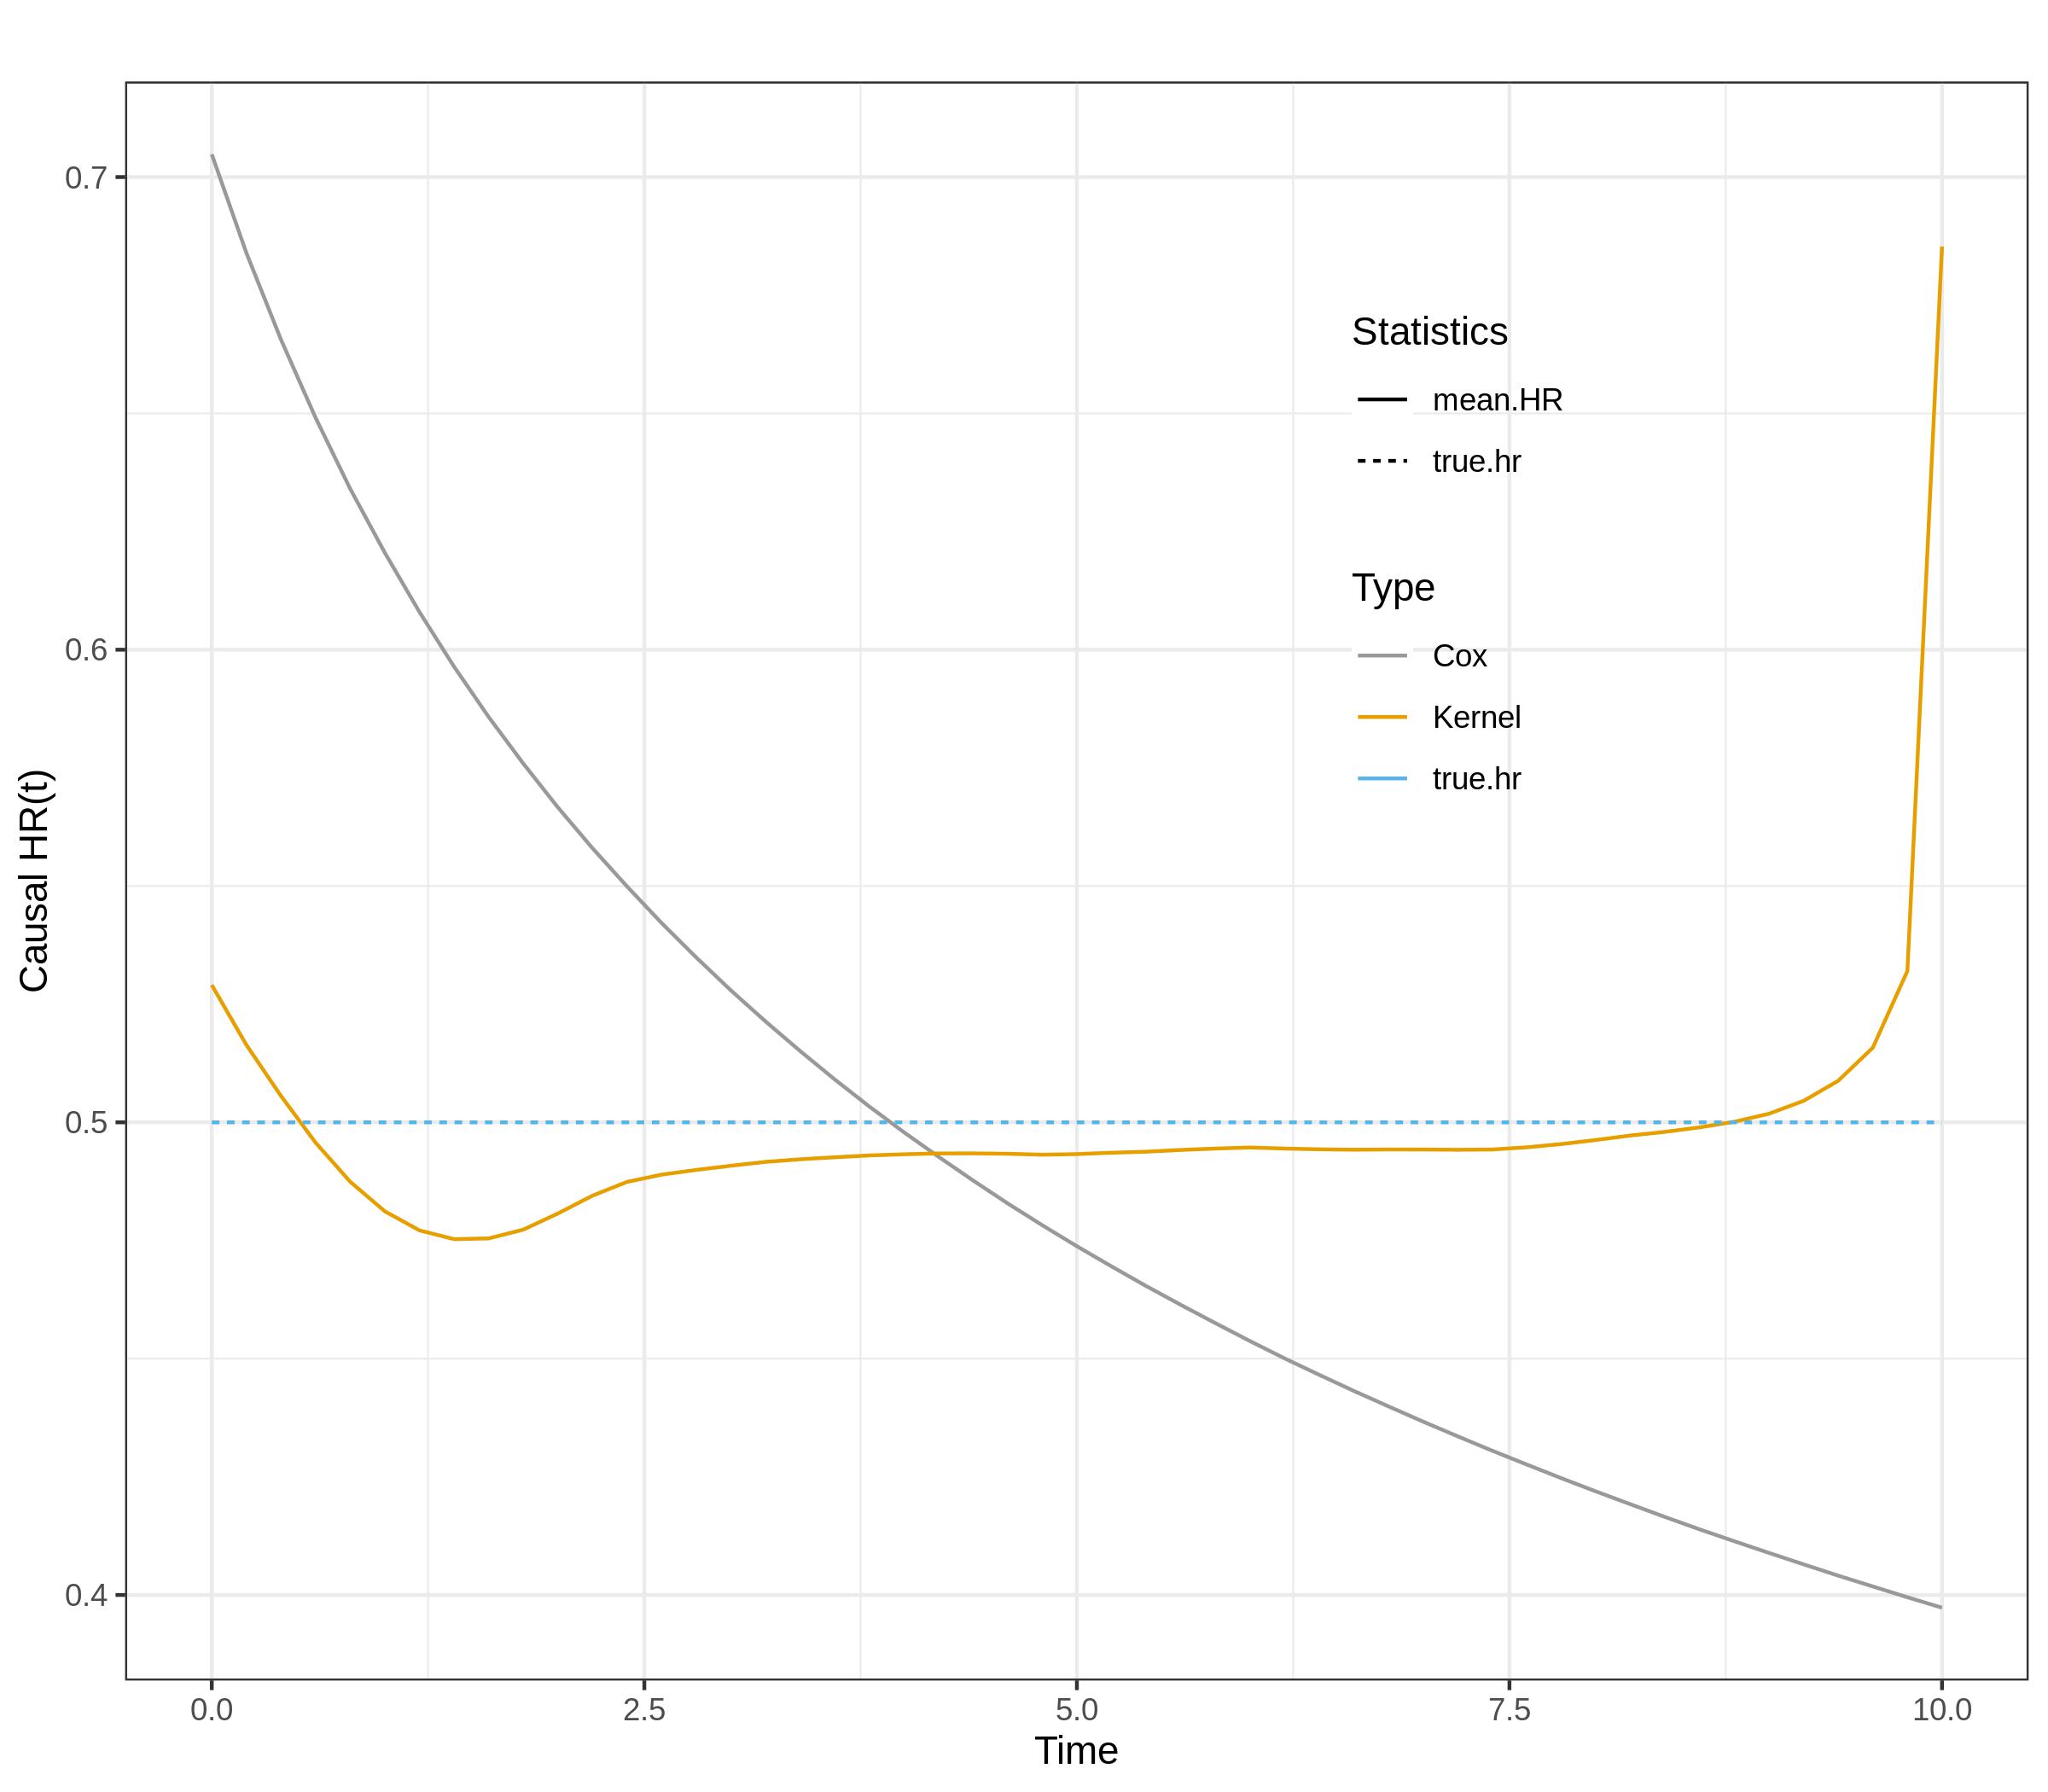 Causal HR(t)
0.7
0.6
0.5
0.4
Statistics
mean.HR
true.hr
Type
Cox
Kernel
true.hr
0.0 2.5 5.0 7.5 10.0
Time